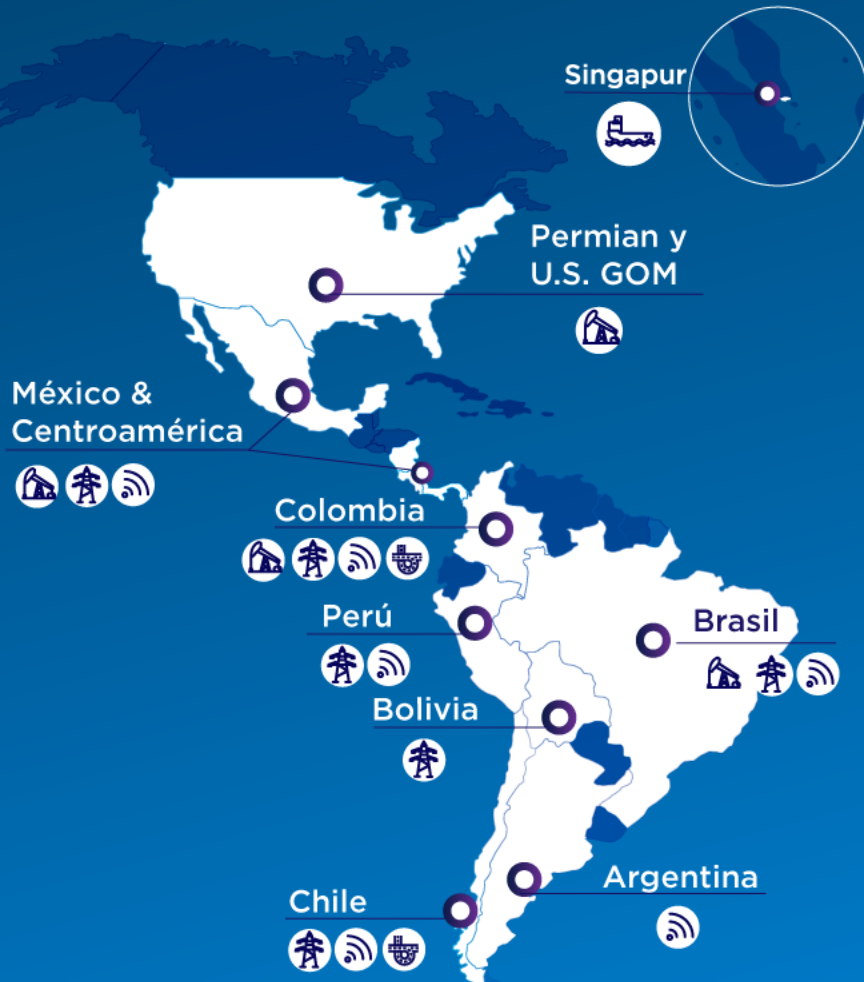 Singapur
Permian y
U.S. GOM
México &
Centroamérica
Colombia
Perú
Brasil
Bolivia
Argentina
Chile